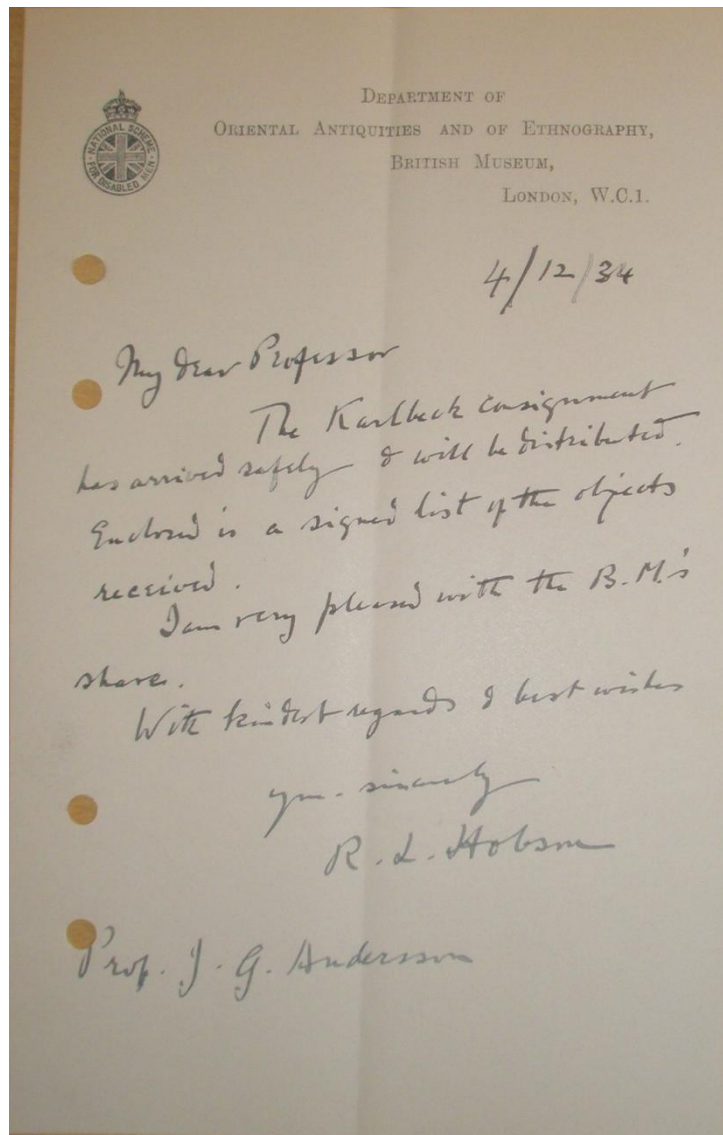 DEPARTMENT OF
ORIENTAL ANTIQUITIES AND OF ETHNOGRAPHY,
BRITISH MUSEUM,
LONDON, W.C.1.
NATIONAL SCHEME
FOR DISABLED MEN
4/12/34
My dear Professor
The Karlbeck consignment
has arrived safely & will be distributed.
Enclosed is a signed list of the objects
received.
I am very pleased with the B.M.'s
share.
With kindest regards & best wishes
yrs. sincerely
R. L. Hobson
Prof. J. G. Andersson